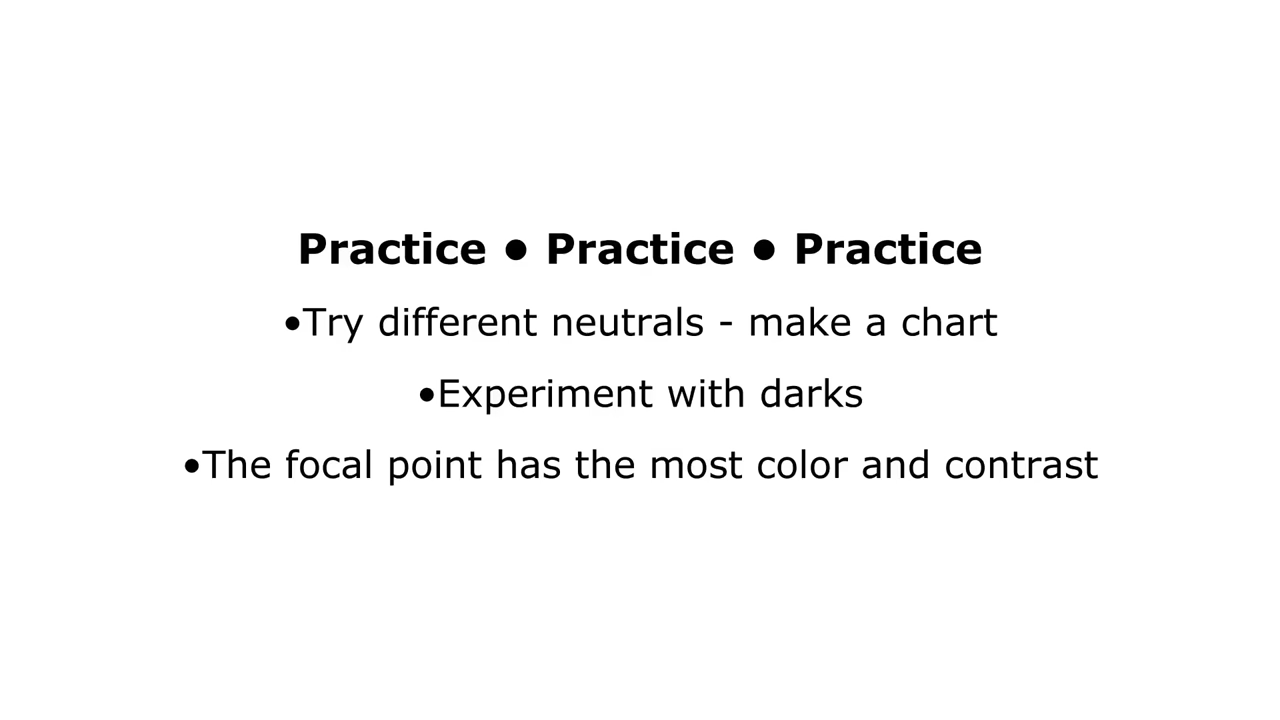 Practice • Practice • Practice
•Try different neutrals - make a chart
•Experiment with darks
•The focal point has the most color and contrast